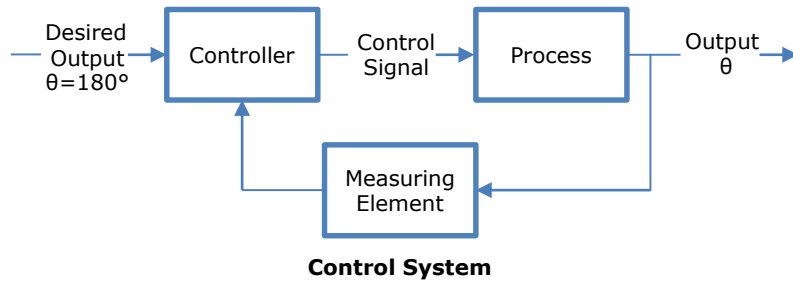 Desired
Output
θ=180°
Controller
Control
Signal
Process
Output
θ
Measuring
Element
Control System